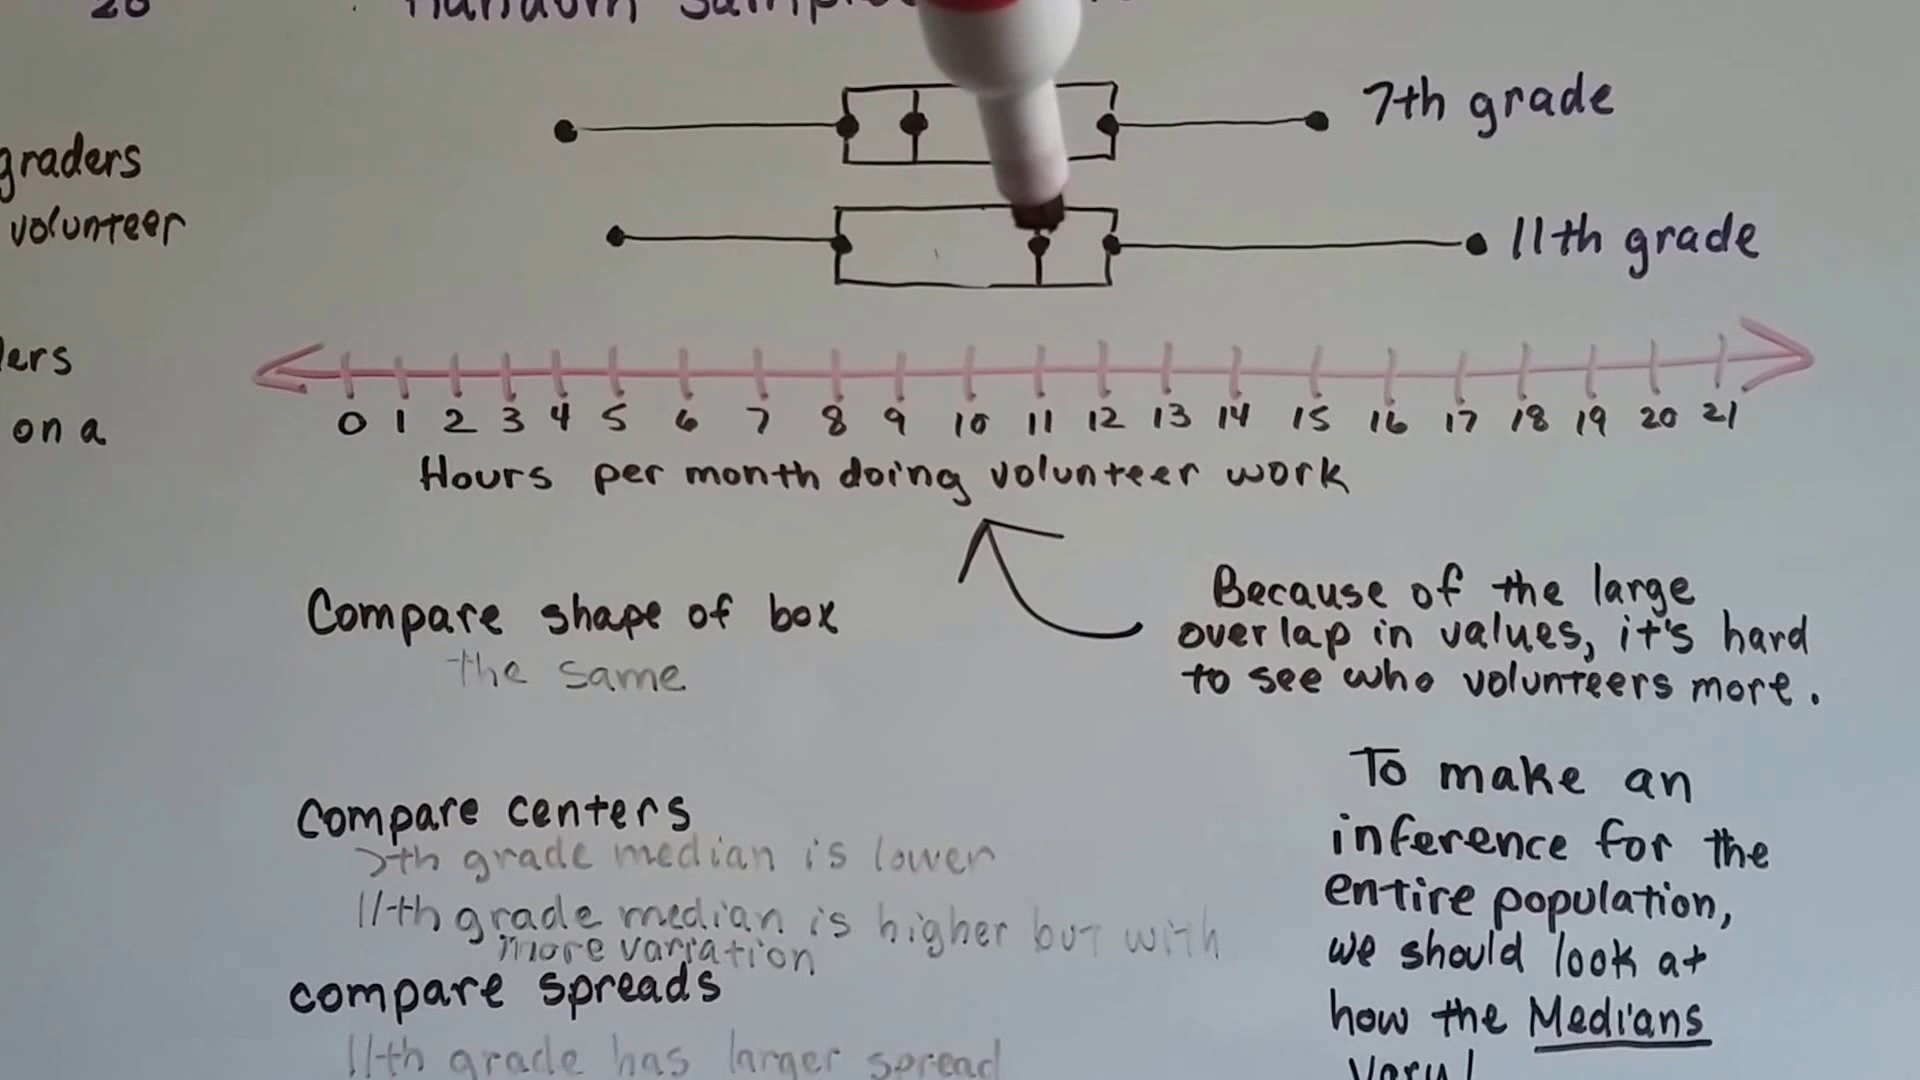 20
Random Sample
7th grade
graders
volunteer
11th grade
on a
0 1 2 3 4 5 6 7 8 9 10 11 12 13 14 15 16 17 18 19 20 21
Hours per month doing volunteer work
Compare shape of box
the same
Because of the large
overlap in values, it's hard
to see who volunteers more.
Compare centers
7th grade median is lower
11th grade median is higher but with
more variation
compare spreads
11th grade has larger spread
To make an
inference for the
entire population,
we should look at
how the Medians
vary!